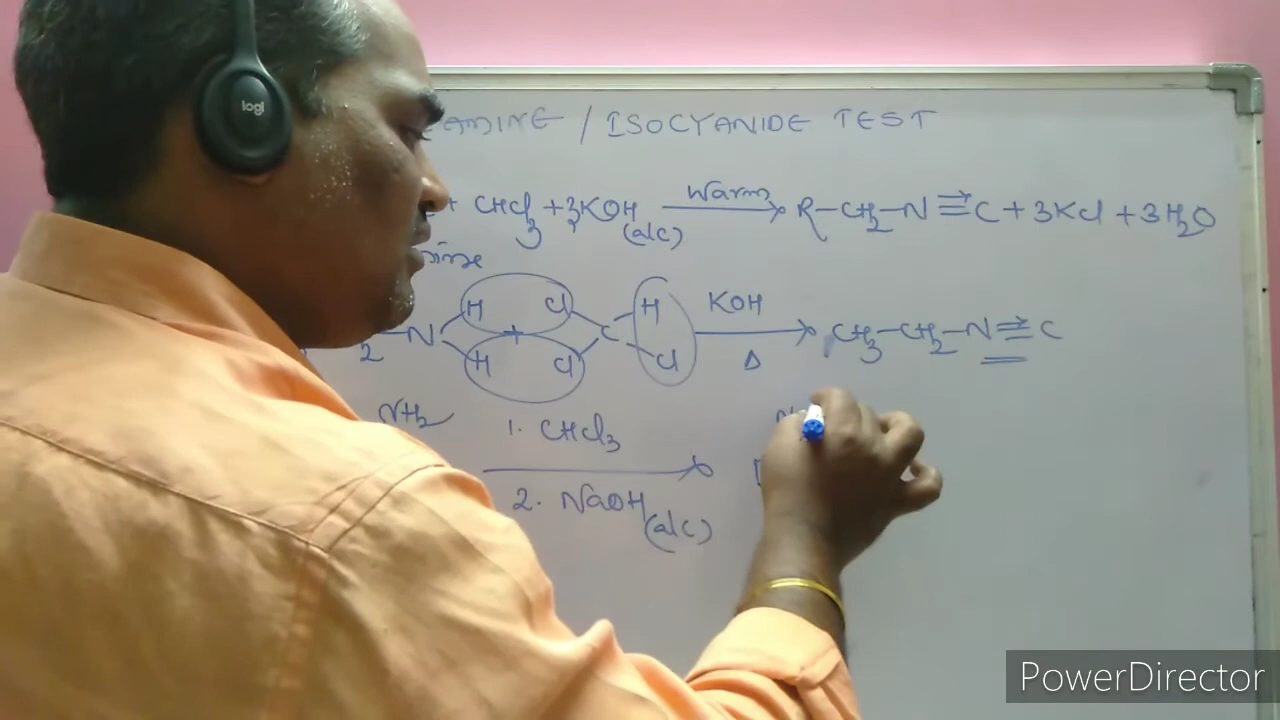 logi
/ ISOCYANIDE TEST
+ CHCl3 + 3KOH (alc) Warm R-CH2-N≡C + 3KCl + 3H2O
2 N H H + Cl Cl C H Cl KOH Δ CH3-CH2-N≡C
NH2
1. CHCl3
2. NaOH (alc)
PowerDirector